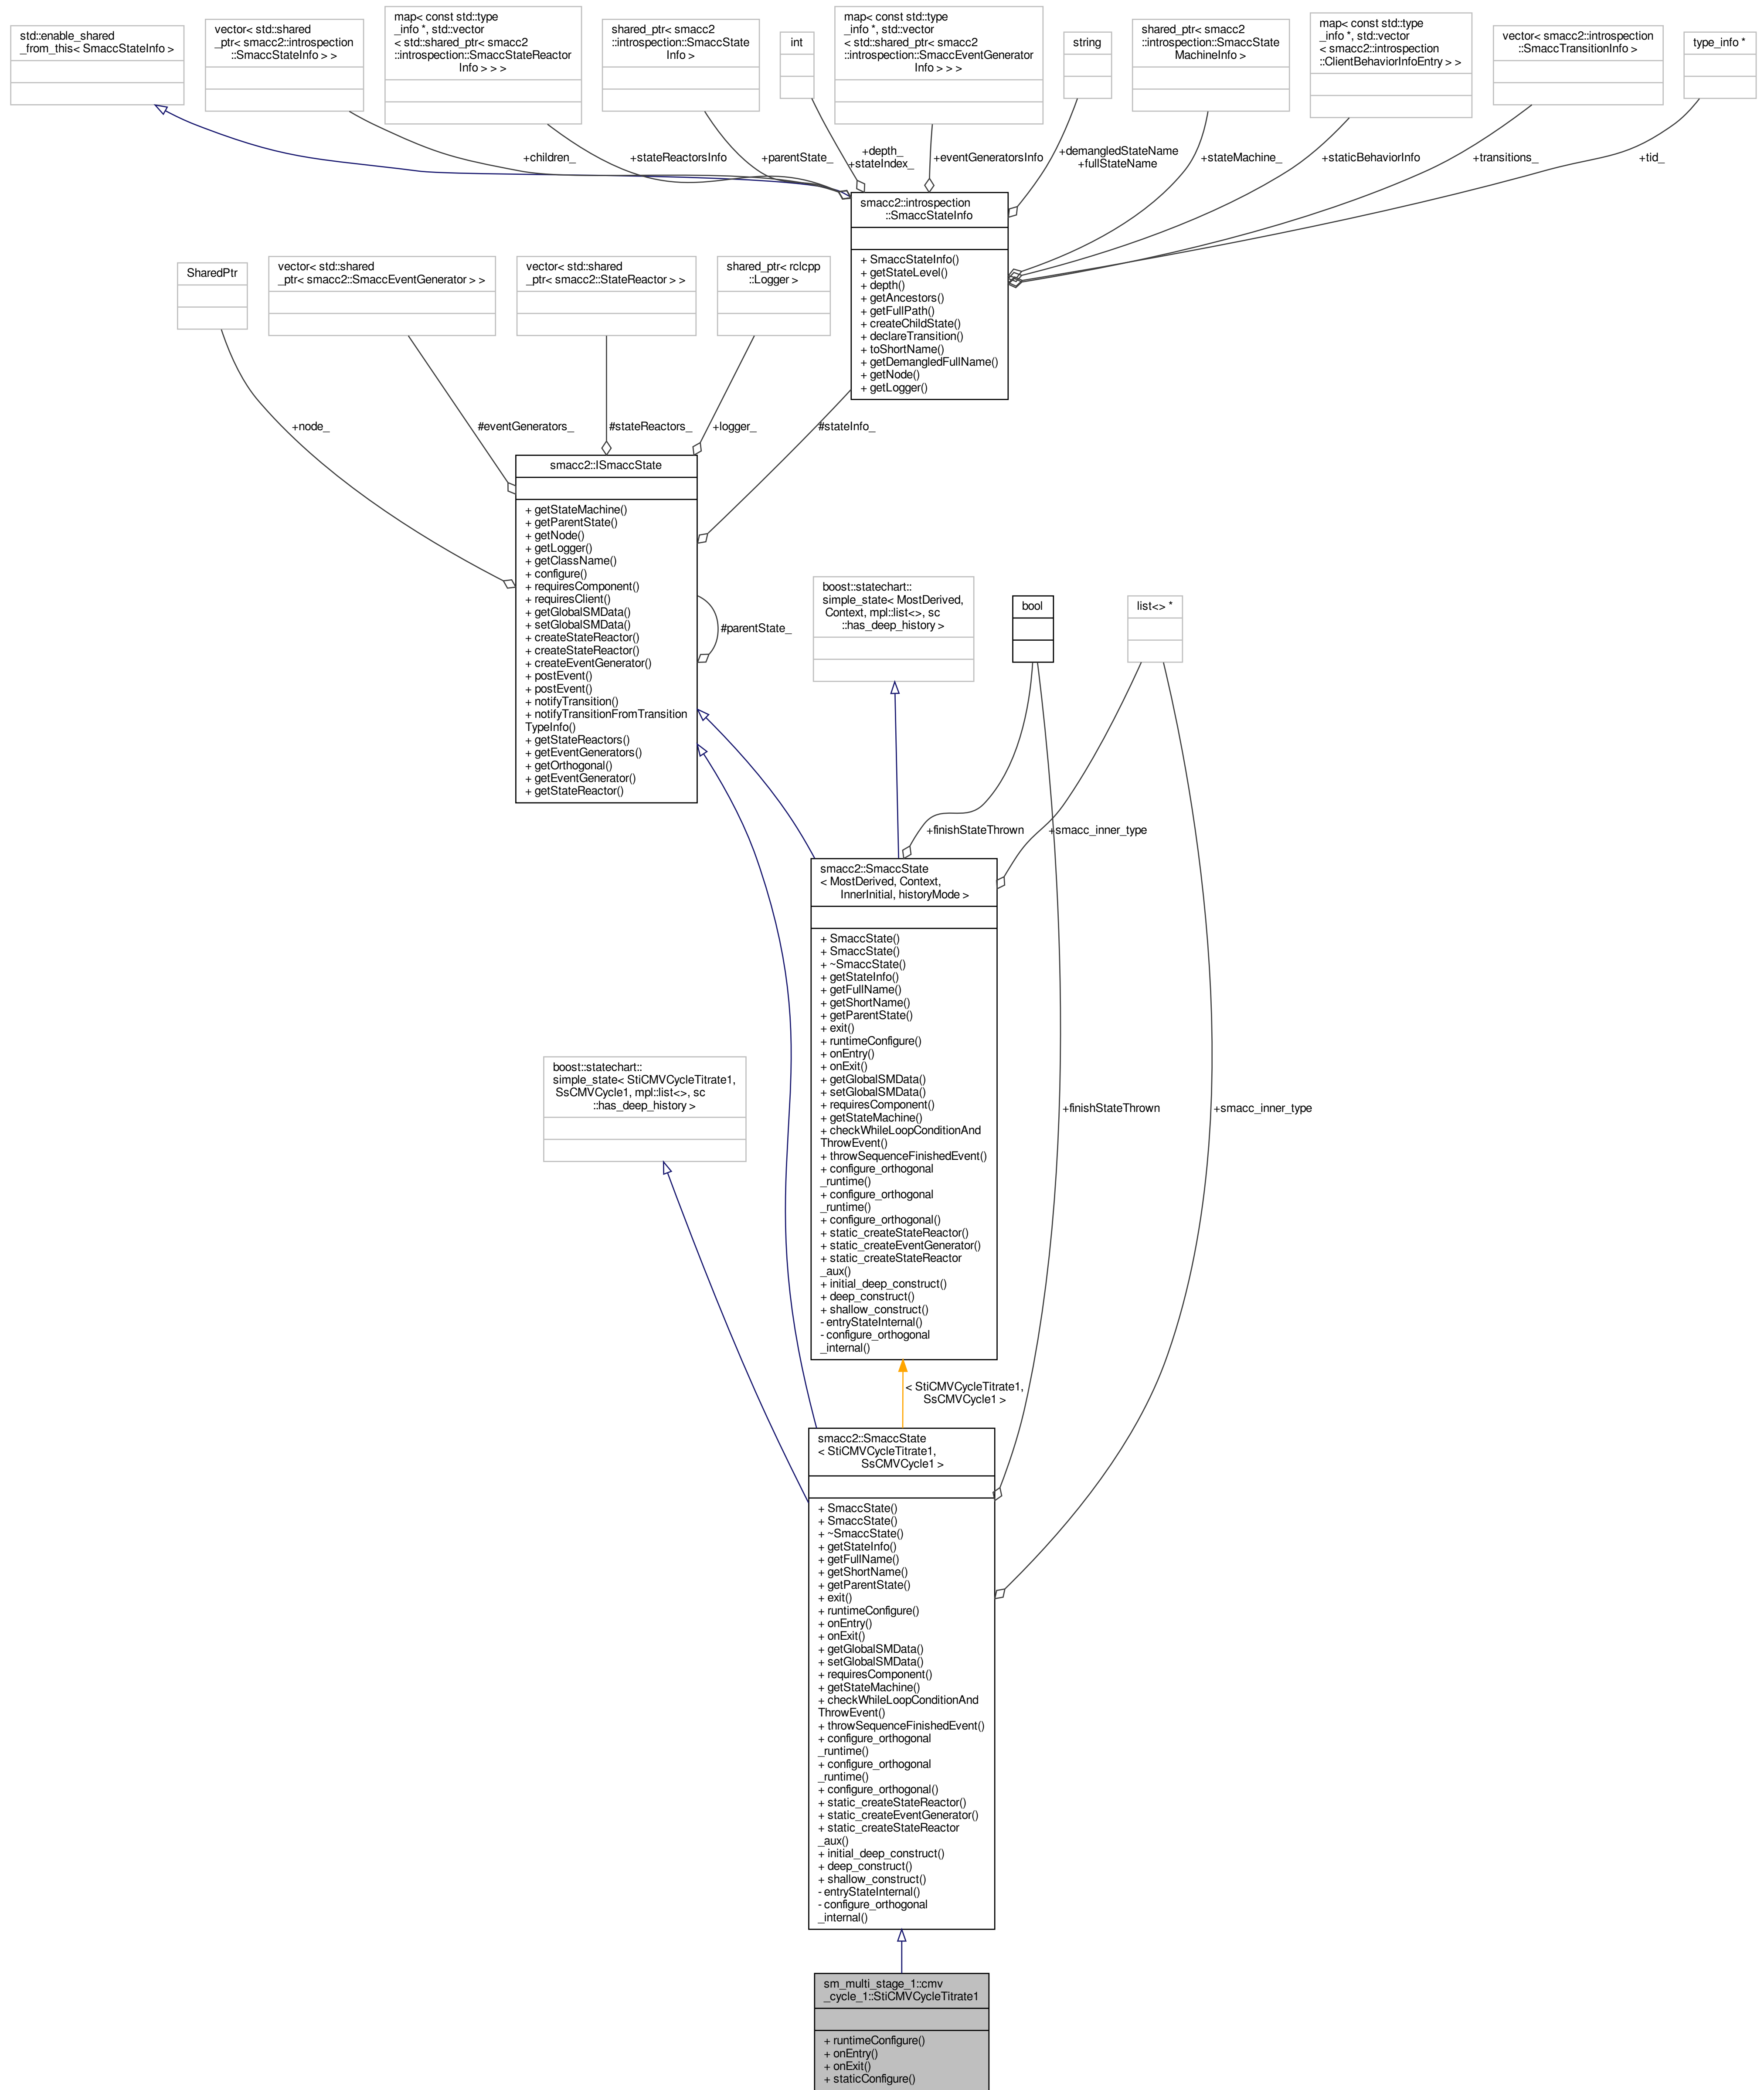 std::enable_shared
_from_this< SmaccStateInfo >
vector< std::shared
_ptr< smacc2::introspection
::SmaccStateInfo > >
map< const std::type
_info *, std::vector
< std::shared_ptr< smacc2
::introspection::SmaccStateReactor
Info > > >
shared_ptr< smacc2
::introspection::SmaccState
Info >
int
map< const std::type
_info *, std::vector
< std::shared_ptr< smacc2
::introspection::SmaccEventGenerator
Info > > >
string
shared_ptr< smacc2
::introspection::SmaccState
MachineInfo >
map< const std::type
_info *, std::vector
< smacc2::introspection
::ClientBehaviorInfoEntry > >
vector< smacc2::introspection
::SmaccTransitionInfo >
type_info *
+children_
+stateReactorsInfo
+parentState_
+depth_
+stateIndex_
+eventGeneratorsInfo
+demangledStateName
+fullStateName
+stateMachine_
+staticBehaviorInfo
+transitions_
+tid_
smacc2::introspection
::SmaccStateInfo
+ SmaccStateInfo()
+ getStateLevel()
+ depth()
+ getAncestors()
+ getFullPath()
+ createChildState()
+ declareTransition()
+ toShortName()
+ getDemangledFullName()
+ getNode()
+ getLogger()
SharedPtr
vector< std::shared
_ptr< smacc2::SmaccEventGenerator > >
vector< std::shared
_ptr< smacc2::StateReactor > >
shared_ptr< rclcpp
::Logger >
+node_
#eventGenerators_
#stateReactors_
+logger_
#stateInfo_
smacc2::ISmaccState
+ getStateMachine()
+ getParentState()
+ getNode()
+ getLogger()
+ getClassName()
+ configure()
+ requiresComponent()
+ requiresClient()
+ getGlobalSMData()
+ setGlobalSMData()
+ createStateReactor()
+ createStateReactor()
+ createEventGenerator()
+ postEvent()
+ postEvent()
+ notifyTransition()
+ notifyTransitionFromTransition
TypeInfo()
+ getStateReactors()
+ getEventGenerators()
+ getOrthogonal()
+ getEventGenerator()
+ getStateReactor()
#parentState_
boost::statechart::
simple_state< MostDerived,
Context, mpl::list<>, sc
::has_deep_history >
bool
list<> *
+finishStateThrown
+smacc_inner_type
smacc2::SmaccState
< MostDerived, Context,
InnerInitial, historyMode >
+ SmaccState()
+ SmaccState()
+ ~SmaccState()
+ getStateInfo()
+ getFullName()
+ getShortName()
+ getParentState()
+ exit()
+ runtimeConfigure()
+ onEntry()
+ onExit()
+ getGlobalSMData()
+ setGlobalSMData()
+ requiresComponent()
+ getStateMachine()
+ checkWhileLoopConditionAnd
ThrowEvent()
+ throwSequenceFinishedEvent()
+ configure_orthogonal
_runtime()
+ configure_orthogonal
_runtime()
+ configure_orthogonal()
+ static_createStateReactor()
+ static_createEventGenerator()
+ static_createStateReactor
_aux()
+ initial_deep_construct()
+ deep_construct()
+ shallow_construct()
- entryStateInternal()
- configure_orthogonal
_internal()
boost::statechart::
simple_state< StiCMVCycleTitrate1,
SsCMVCycle1, mpl::list<>, sc
::has_deep_history >
+finishStateThrown
+smacc_inner_type
< StiCMVCycleTitrate1,
SsCMVCycle1 >
smacc2::SmaccState
< StiCMVCycleTitrate1,
SsCMVCycle1 >
+ SmaccState()
+ SmaccState()
+ ~SmaccState()
+ getStateInfo()
+ getFullName()
+ getShortName()
+ getParentState()
+ exit()
+ runtimeConfigure()
+ onEntry()
+ onExit()
+ getGlobalSMData()
+ setGlobalSMData()
+ requiresComponent()
+ getStateMachine()
+ checkWhileLoopConditionAnd
ThrowEvent()
+ throwSequenceFinishedEvent()
+ configure_orthogonal
_runtime()
+ configure_orthogonal
_runtime()
+ configure_orthogonal()
+ static_createStateReactor()
+ static_createEventGenerator()
+ static_createStateReactor
_aux()
+ initial_deep_construct()
+ deep_construct()
+ shallow_construct()
- entryStateInternal()
- configure_orthogonal
_internal()
sm_multi_stage_1::cmv
_cycle_1::StiCMVCycleTitrate1
+ runtimeConfigure()
+ onEntry()
+ onExit()
+ staticConfigure()